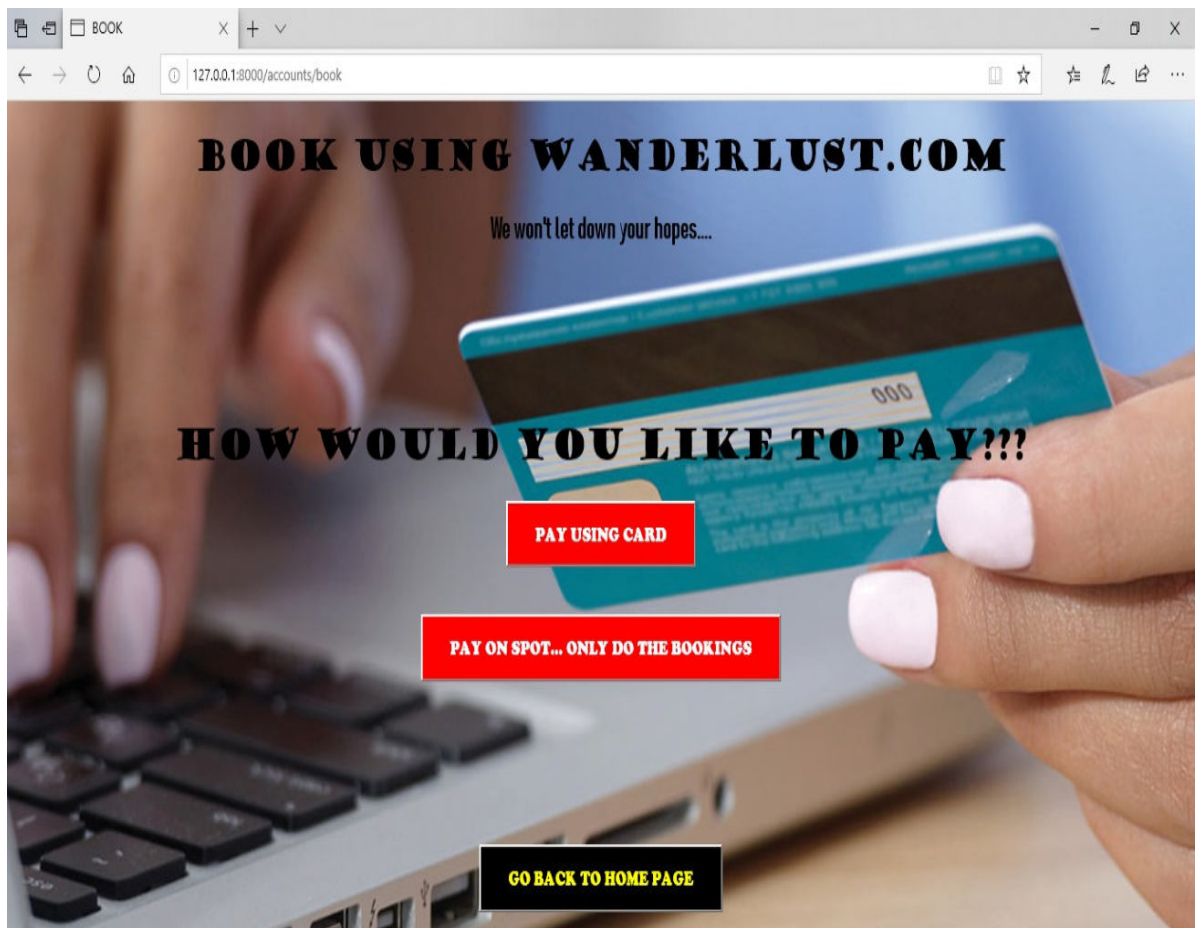 BOOK
127.0.0.1:8000/accounts/book
BOOK USING WANDERLUST.COM
We won't let down your hopes....
000
HOW WOULD YOU LIKE TO PAY???
PAY USING CARD
PAY ON SPOT... ONLY DO THE BOOKINGS
GO BACK TO HOME PAGE